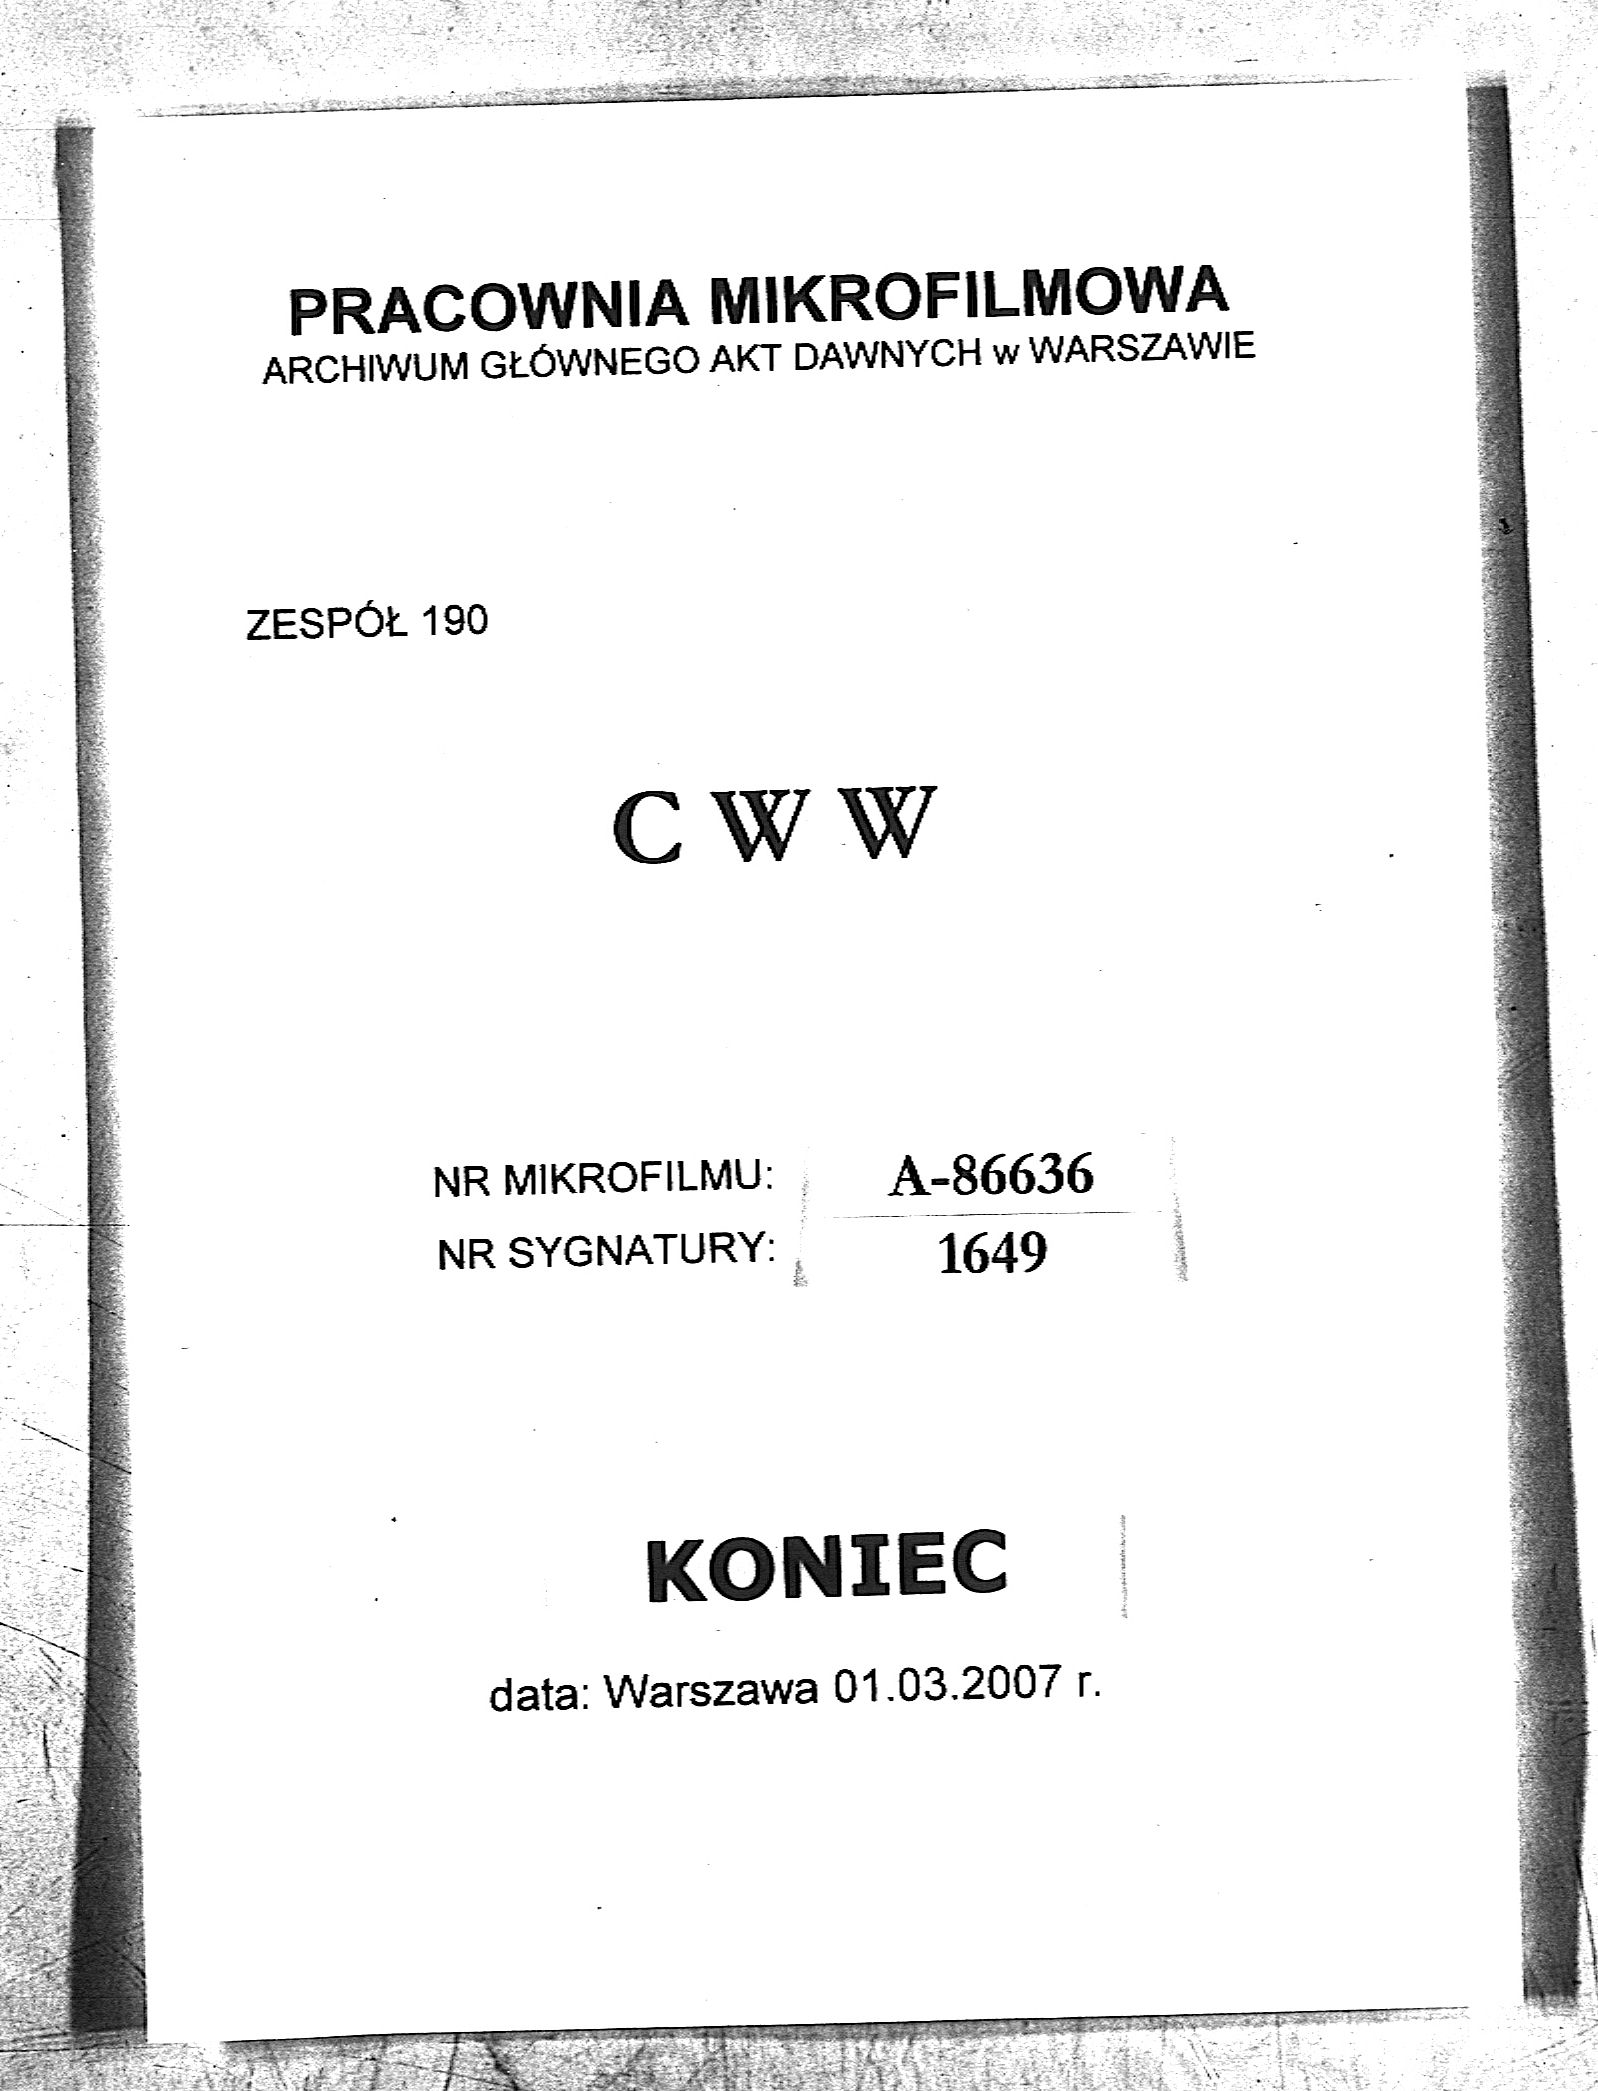 PRACOWNIA MIKROFILMOWA
ARCHIWUM GŁÓWNEGO AKT DAWNYCH w WARSZAWIE
ZESPÓŁ 190
C W W
NR MIKROFILMU: A-86636
NR SYGNATURY: 1649
KONIEC
data: Warszawa 01.03.2007 r.